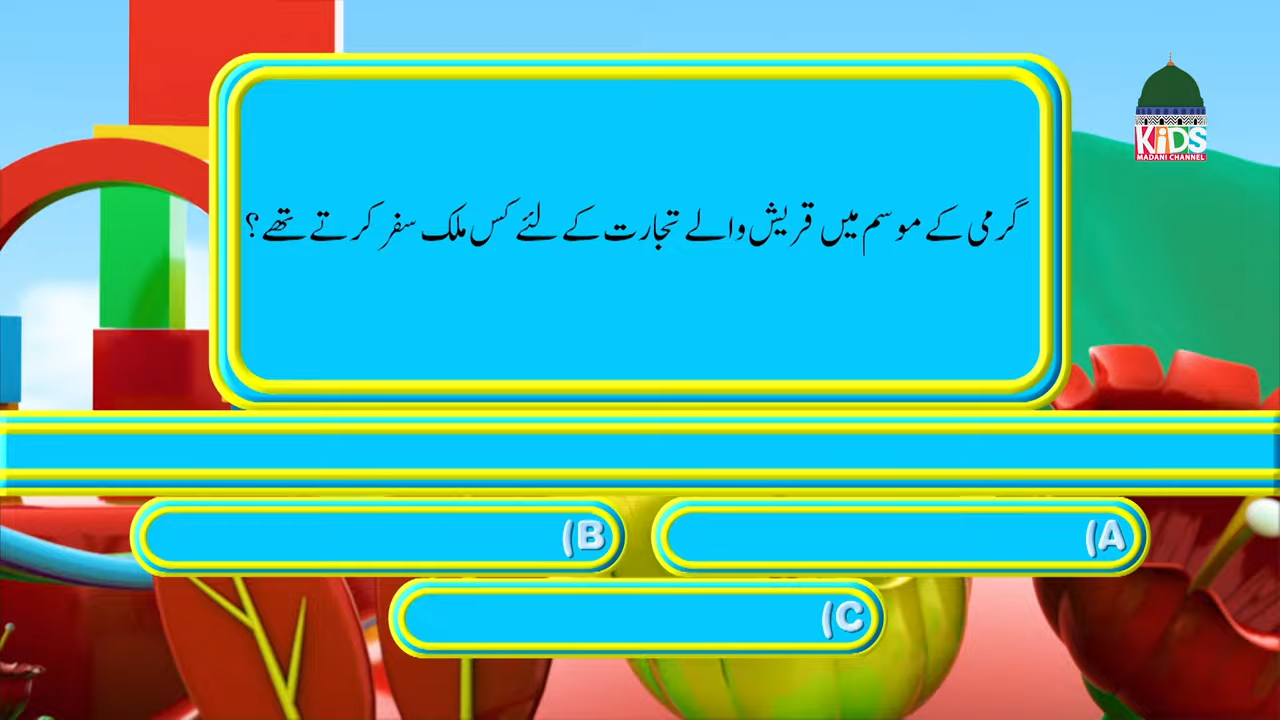 KiDS
MADANI CHANNEL
گرمی کے موسم میں قریش والے تجارت کے لئے کس ملک سفر کرتے تھے ؟
(A
(B
(C